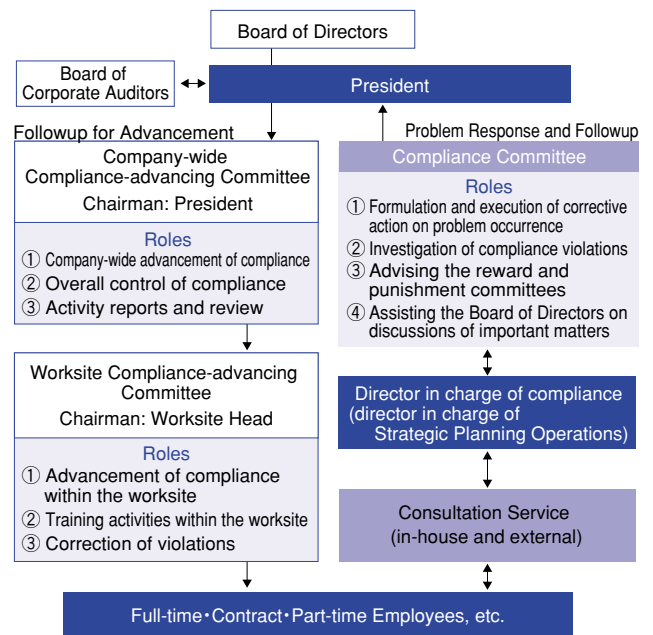 Board of Directors
Board of
Corporate Auditors
President
Followup for Advancement
Company-wide
Compliance-advancing Committee
Chairman: President
Roles
① Company-wide advancement of compliance
② Overall control of compliance
③ Activity reports and review
Worksite Compliance-advancing
Committee
Chairman: Worksite Head
Roles
① Advancement of compliance
within the worksite
② Training activities within the worksite
③ Correction of violations
Problem Response and Followup
Compliance Committee
Roles
① Formulation and execution of corrective
action on problem occurrence
② Investigation of compliance violations
③ Advising the reward and
punishment committees
④ Assisting the Board of Directors on
discussions of important matters
Director in charge of compliance
(director in charge of
Strategic Planning Operations)
Consultation Service
(in-house and external)
Full-time・Contract・Part-time Employees, etc.